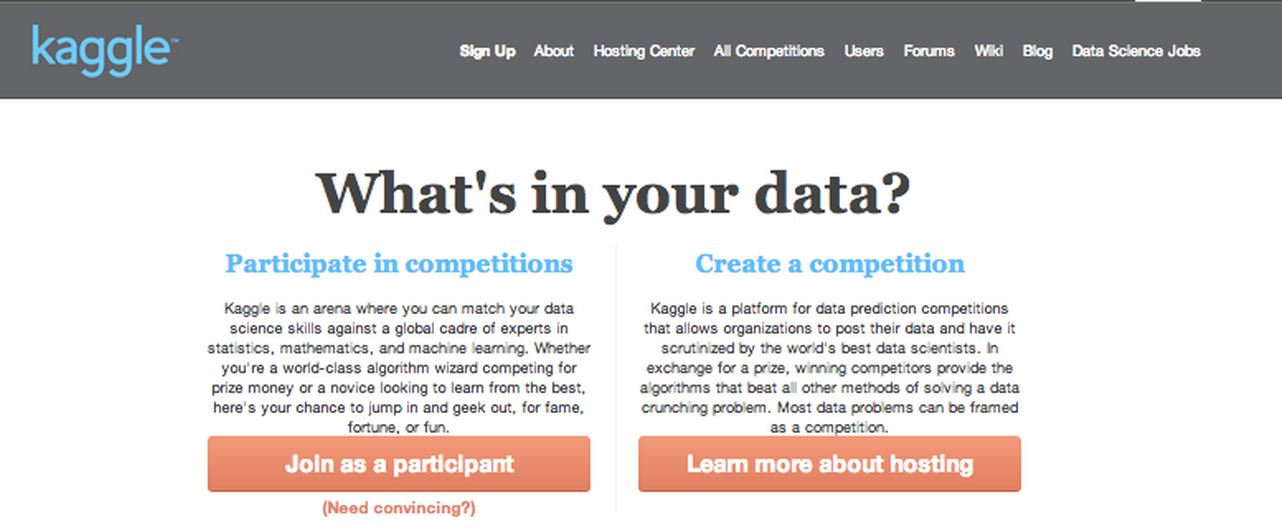 kaggle™
Sign Up About Hosting Center All Competitions Users Forums Wiki Blog Data Science Jobs
What's in your data?
Participate in competitions
Kaggle is an arena where you can match your data
science skills against a global cadre of experts in
statistics, mathematics, and machine learning. Whether
you're a world-class algorithm wizard competing for
prize money or a novice looking to learn from the best,
here's your chance to jump in and geek out, for fame,
fortune, or fun.
Join as a participant
(Need convincing?)
Create a competition
Kaggle is a platform for data prediction competitions
that allows organizations to post their data and have it
scrutinized by the world's best data scientists. In
exchange for a prize, winning competitors provide the
algorithms that beat all other methods of solving a data
crunching problem. Most data problems can be framed
as a competition.
Learn more about hosting